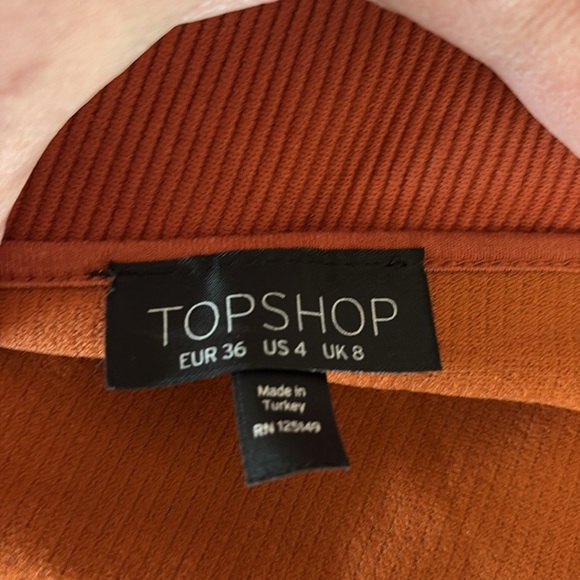 TOPSHOP
EUR 36 US 4 UK 8
Made in
Turkey
RN 125149